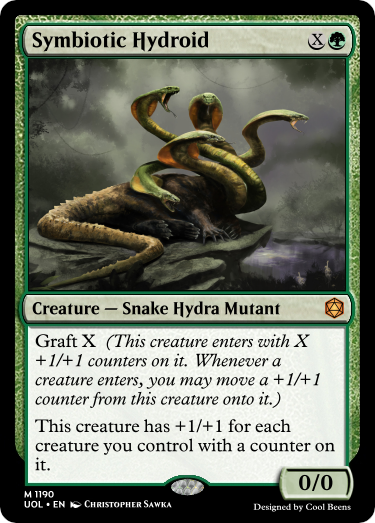 Symbiotic Hydroid X
Creature — Snake Hydra Mutant
Graft X (This creature enters with X
+1/+1 counters on it. Whenever a
creature enters, you may move a +1/+1
counter from this creature onto it.)
This creature has +1/+1 for each
creature you control with a counter on
it.
0/0
M 1190
UOL • EN Christopher Sawka
Designed by Cool Beens